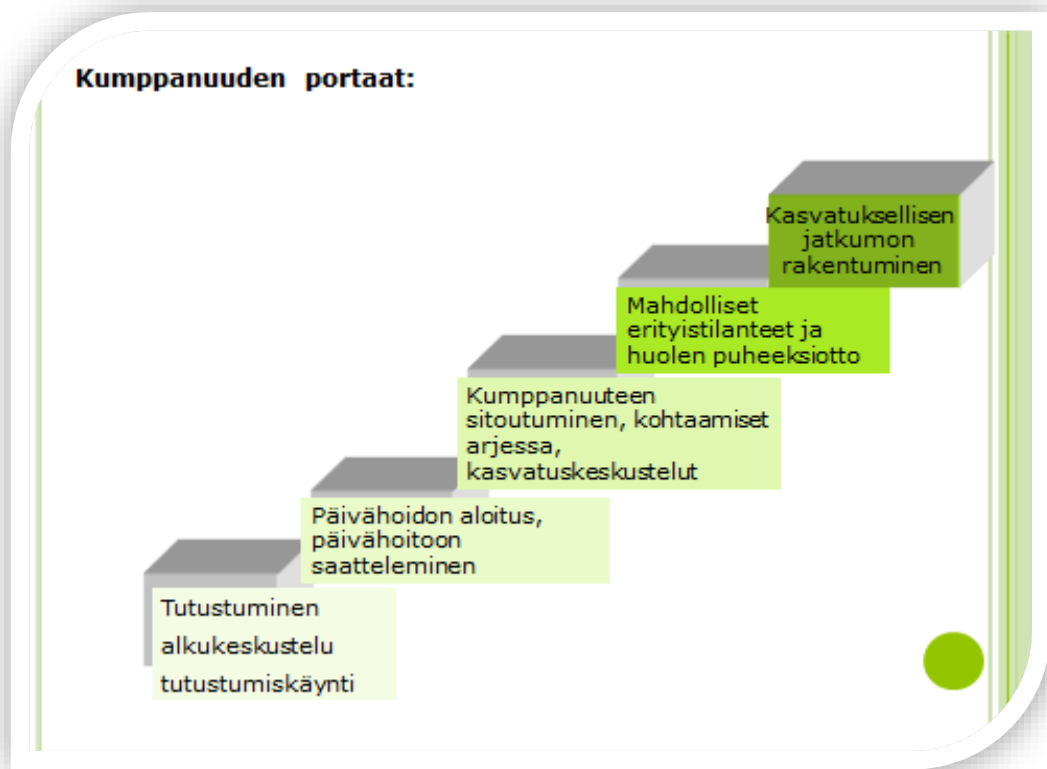 Kumppanuuden portaat:
Kasvatuksellisen
jatkumon
rakentuminen
Mahdolliset
erityistilanteet ja
huolen puheeksiotto
Kumppanuuteen
sitoutuminen, kohtaamiset
arjessa,
kasvatuskeskustelut
Päivähoidon aloitus,
päivähoitoon
saatteleminen
Tutustuminen
alkukeskustelu
tutustumiskäynti